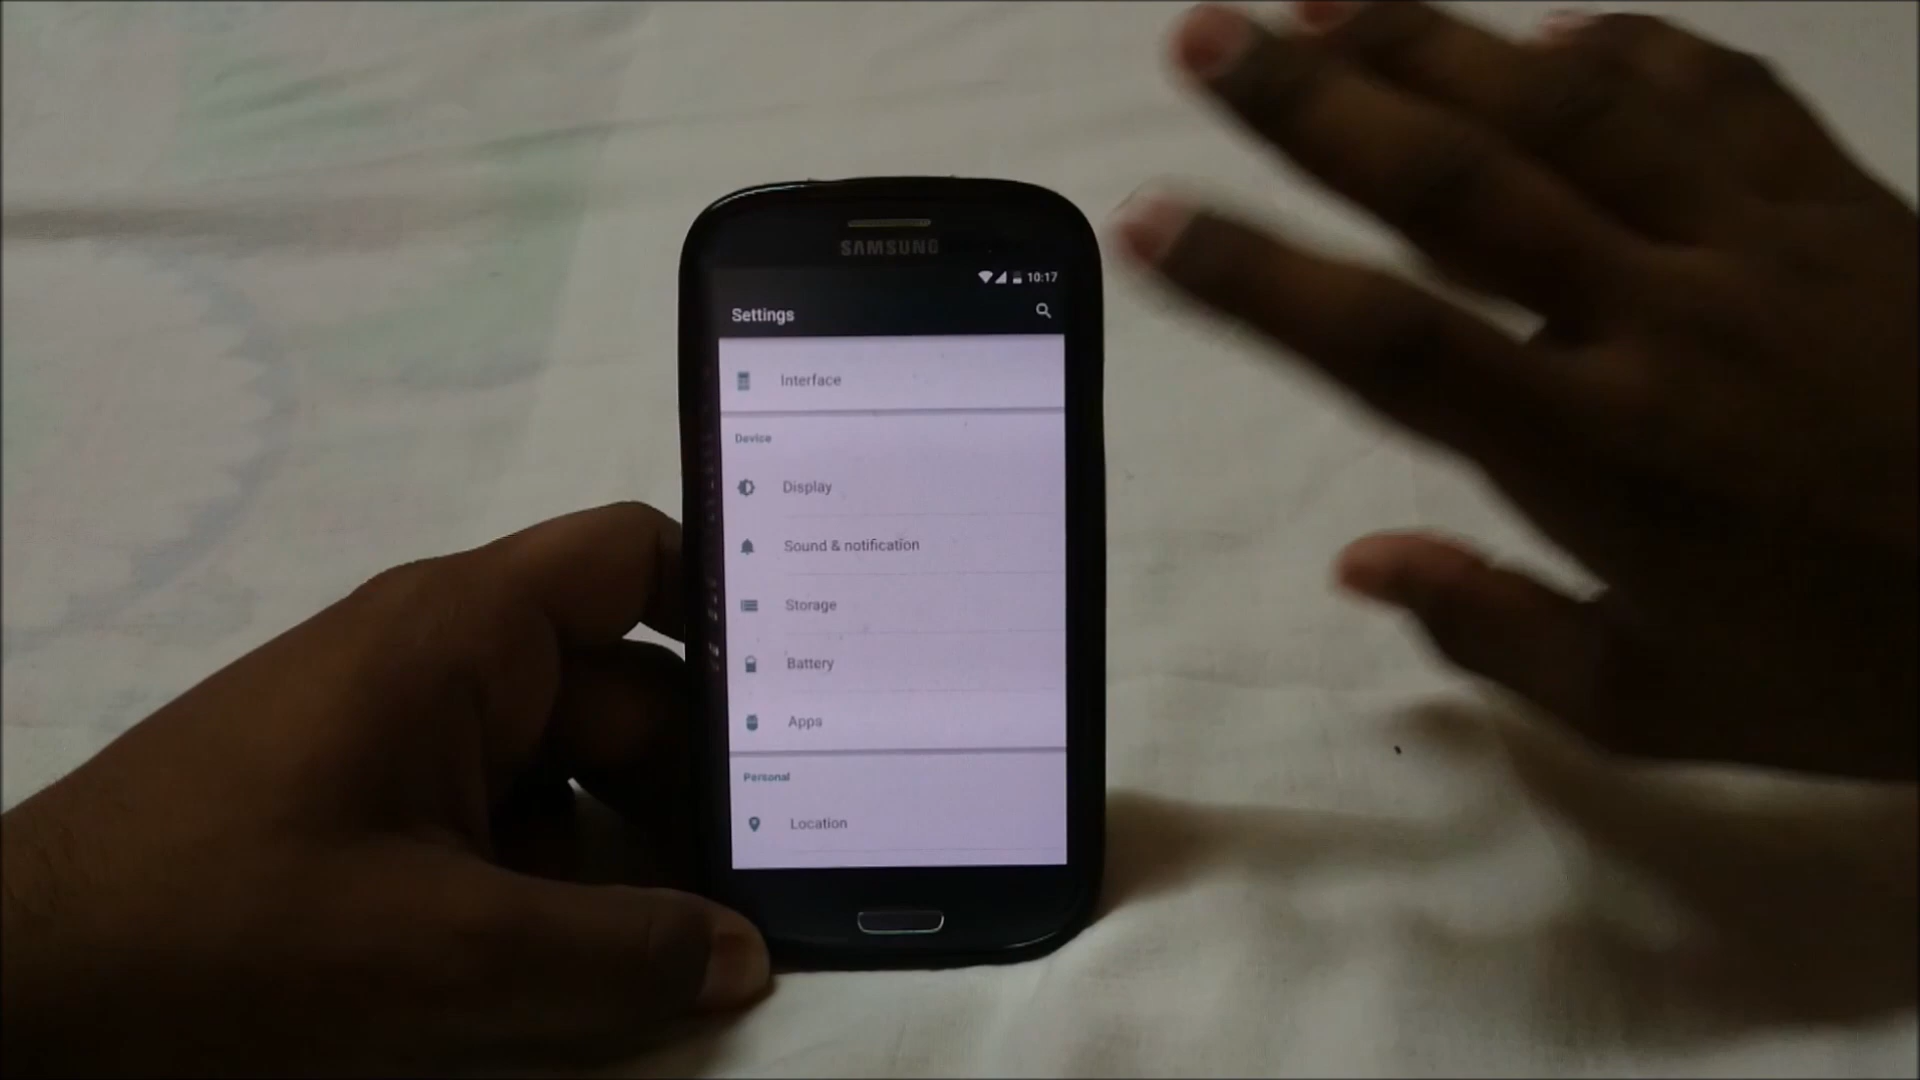 SAMSUNG
10:17
Settings
Interface
Device
Display
Sound & notification
Storage
Battery
Apps
Personal
Location